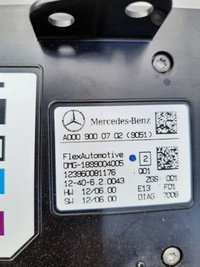 Mercedes-Benz
A000 900 07 02 (9051)
FlexAutomotive
DMG-1899004005
2
123960081176
Q01
12-40-6.2.0043
ZGS 001
HW 12/06.00
E13 F01
SW 12/06.00
DIAG 7006